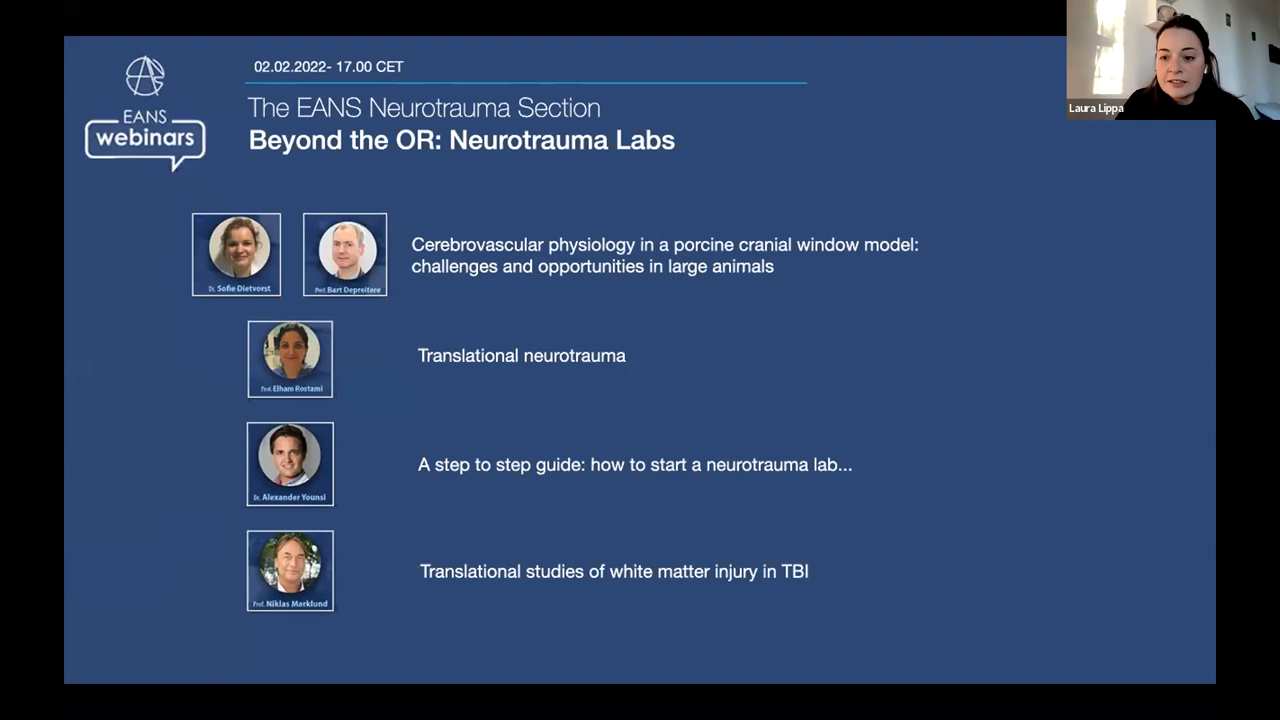 Laura Lippa
02.02.2022- 17.00 CET
EANS
webinars
The EANS Neurotrauma Section
Beyond the OR: Neurotrauma Labs
Dr. Sofie Dietvorst
Prof. Bart Depreitere
Cerebrovascular physiology in a porcine cranial window model:
challenges and opportunities in large animals
Prof. Elham Rostami
Translational neurotrauma
Dr. Alexander Younsi
A step to step guide: how to start a neurotrauma lab...
Prof. Niklas Marklund
Translational studies of white matter injury in TBI